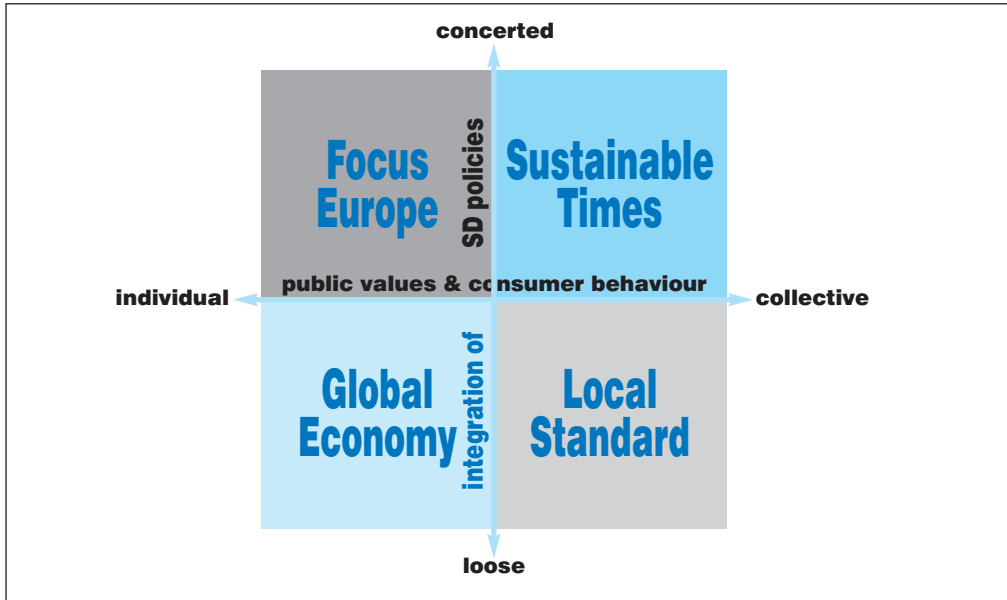 concerted
Focus
Europe
SD policies
Sustainable
Times
public values & consumer behaviour
individual
collective
Global
Economy
integration of
Local
Standard
loose